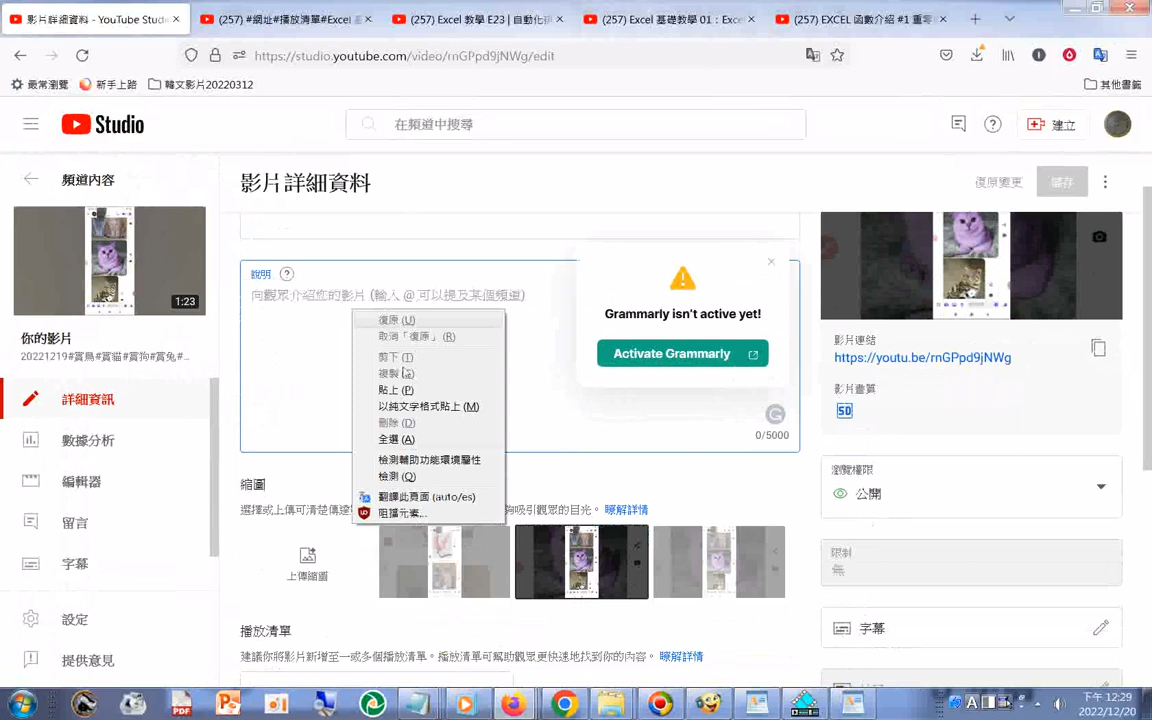 影片詳細資料 - YouTube Studi
(257) #網址#播放清單#Excel
(257) Excel 教學 E23 | 自動化
(257) Excel 基礎教學 01：Exce
(257) EXCEL 函數介紹 #1 重零
https://studio.youtube.com/video/rnGPpd9jNWg/edit
最常瀏覽
新手上路
韓文影片20220312
其他書籤
Studio
在頻道中搜尋
建立
頻道內容
影片詳細資料
復原變更
儲存
1:23
說明
向觀眾介紹您的影片 (輸入 @ 可以提及某個頻道)
Grammarly isn't active yet!
Activate Grammarly
0/5000
復原 (U)
取消「復原」(R)
剪下 (T)
複製
貼上 (P)
以純文字格式貼上 (M)
刪除 (D)
全選 (A)
檢測輔助功能環境屬性
檢測 (Q)
翻譯此頁面 (auto/es)
阻擋元素...
你的影片
20221219#賞鳥#賞貓#賞狗#賞兔#...
詳細資訊
數據分析
編輯器
留言
字幕
設定
提供意見
影片連結
https://youtu.be/rnGPpd9jNWg
影片畫質
SD
瀏覽權限
公開
限制
無
字幕
縮圖
選擇或上傳可清楚傳達
夠吸引觀眾的目光。 瞭解詳情
上傳縮圖
播放清單
建議你將影片新增至一或多個播放清單。播放清單可幫助觀眾更快速地找到你的內容。 瞭解詳情
下午 12:29
2022/12/20